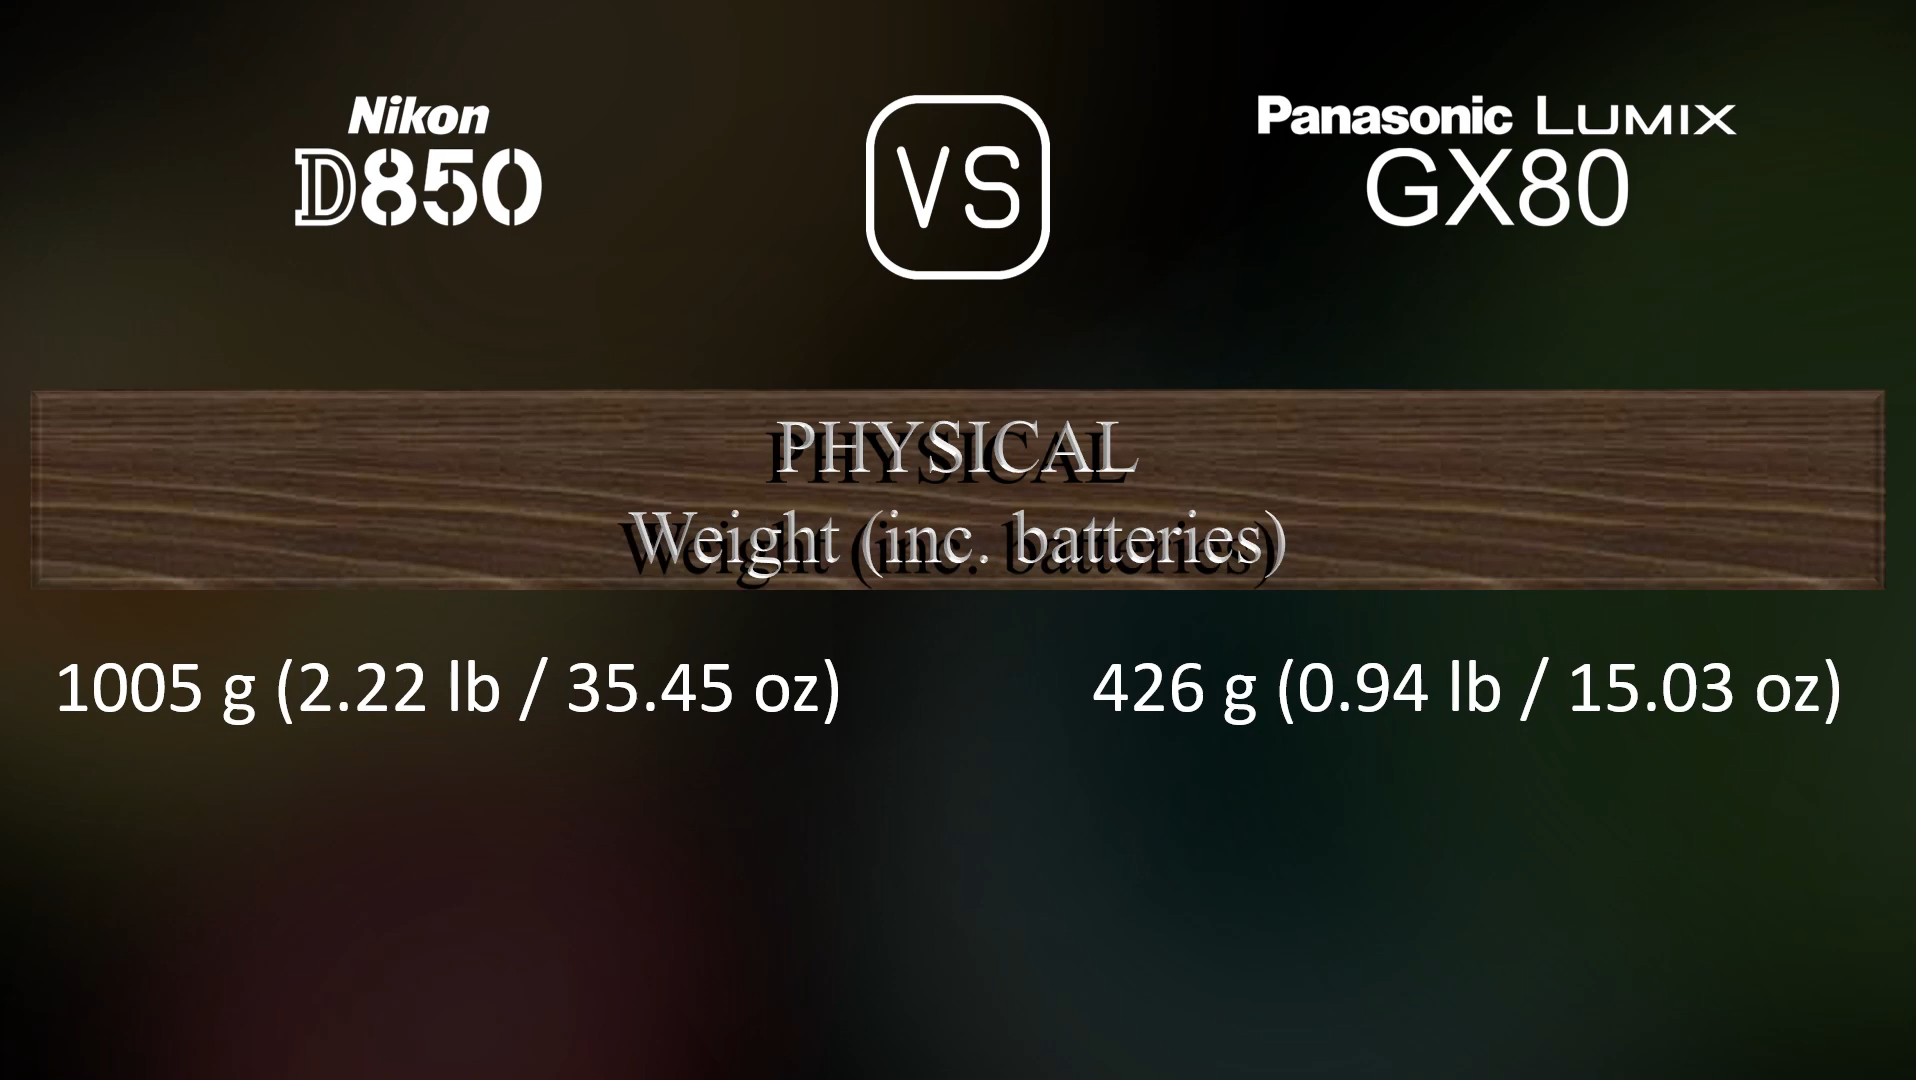 Nikon
D850
VS
Panasonic LUMIX
GX80
PHYSICAL
Weight (inc. batteries)
1005 g (2.22 lb / 35.45 oz)
426 g (0.94 lb / 15.03 oz)